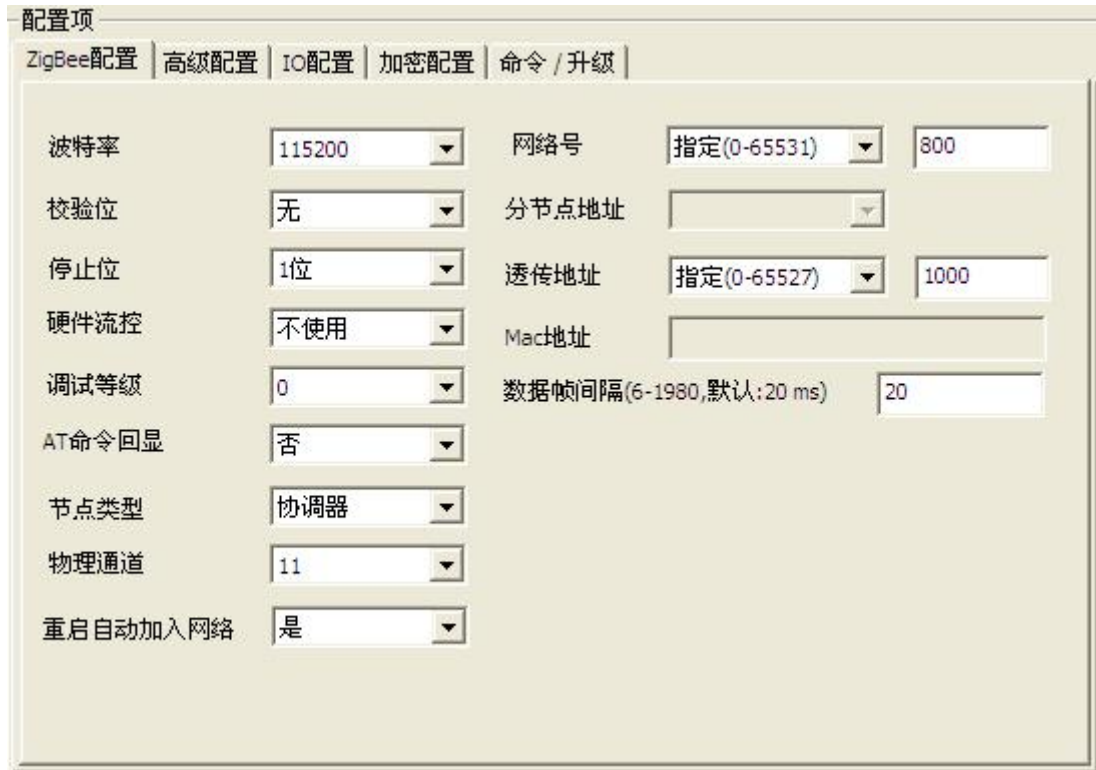 配置项
ZigBee配置 高级配置 IO配置 加密配置 命令 / 升级
波特率 115200 网络号 指定(0-65531) 800
校验位 无 分节点地址
停止位 1位 透传地址 指定(0-65527) 1000
硬件流控 不使用 Mac地址
调试等级 0 数据帧间隔(6-1980,默认:20 ms) 20
AT命令回显 否
节点类型 协调器
物理通道 11
重启自动加入网络 是